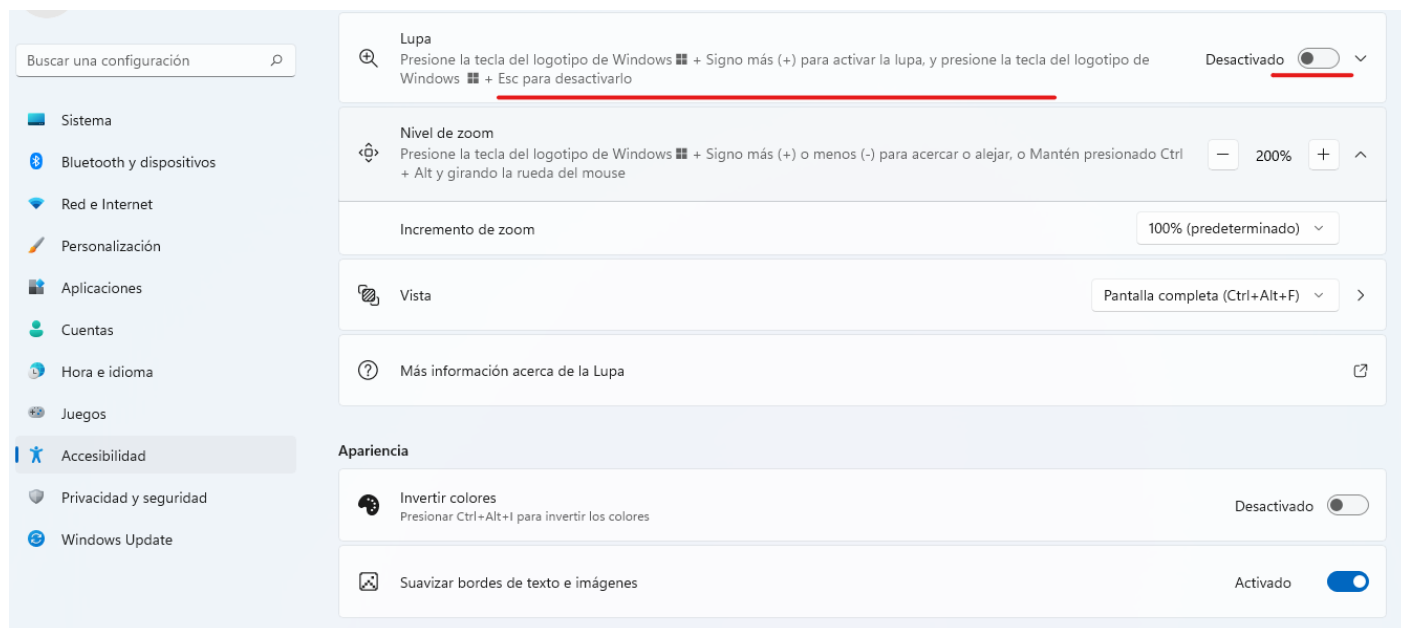 Buscar una configuración
Sistema
Bluetooth y dispositivos
Red e Internet
Personalización
Aplicaciones
Cuentas
Hora e idioma
Juegos
Accesibilidad
Privacidad y seguridad
Windows Update
Lupa
Presione la tecla del logotipo de Windows + Signo más (+) para activar la lupa, y presione la tecla del logotipo de
Windows + Esc para desactivarlo
Desactivado
Nivel de zoom
Presione la tecla del logotipo de Windows + Signo más (+) o menos (-) para acercar o alejar, o Mantén presionado Ctrl
+ Alt y girando la rueda del mouse
200%
Incremento de zoom
100% (predeterminado)
Vista
Pantalla completa (Ctrl+Alt+F)
Más información acerca de la Lupa
Apariencia
Invertir colores
Presionar Ctrl+Alt+I para invertir los colores
Desactivado
Suavizar bordes de texto e imágenes
Activado